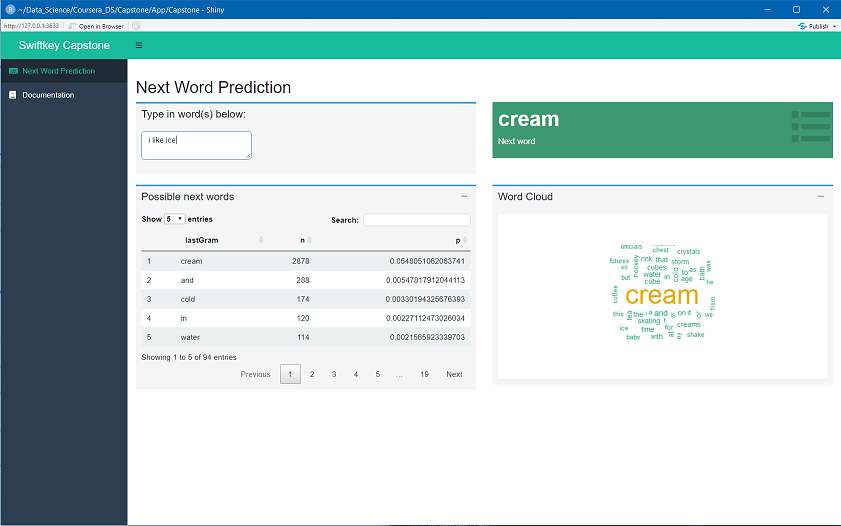 ~/Data_Science/Coursera_DS/Capstone/App/Capstone - Shiny
http://127.0.0.1:3633 Open in Browser Publish
Swiftkey Capstone
Next Word Prediction
Documentation
Next Word Prediction
Type in word(s) below:
i like ice
cream
Next word
Possible next words
Show 5 entries Search:
lastGram n p
1 cream 2878 0.0548051062063741
2 and 288 0.00547817912044113
3 cold 174 0.00330194325676393
4 in 120 0.00227112473026034
5 water 114 0.0021565923339703
Showing 1 to 5 of 94 entries
Previous 1 2 3 4 5 ... 19 Next
Word Cloud
officials
chest crystals
futures hockey rink that storm
so cubes cold to as bath was
but water in age
cube he
coffee cream from
this tea the i a and is on it or we
skating t
ice time for creams
baby with at ny shake